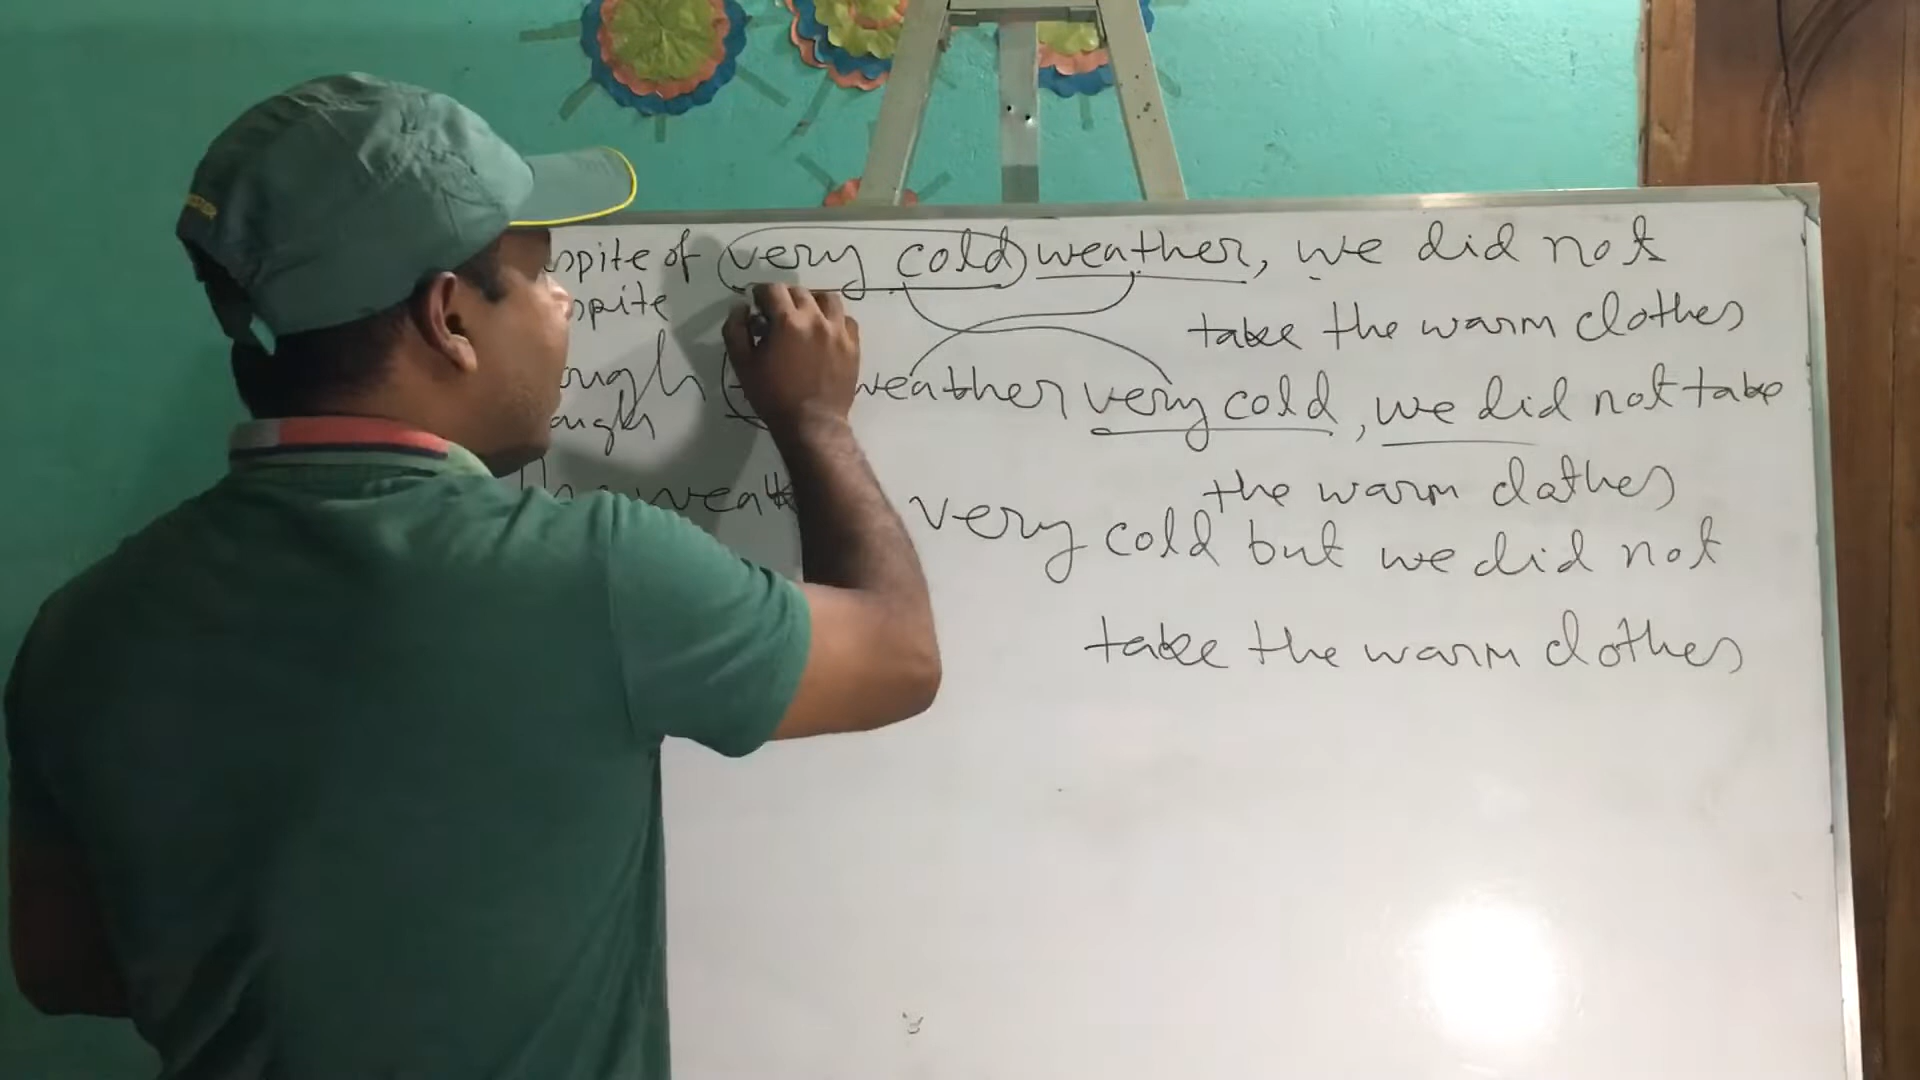 spite of very cold weather, we did not
spite
take the warm clothes
ough weather very cold, we did not take
ough
the warm clothes
weath very cold but we did not
take the warm clothes